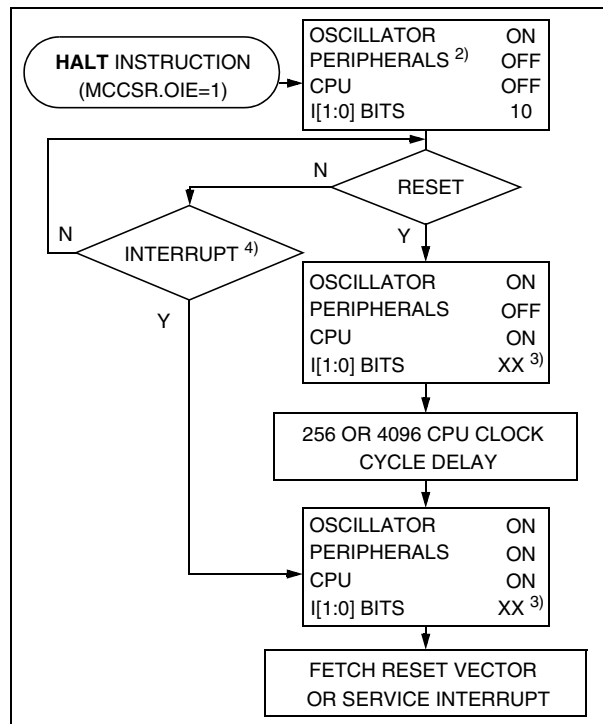 HALT INSTRUCTION
(MCCSR.OIE=1)
OSCILLATOR ON
PERIPHERALS 2) OFF
CPU OFF
I[1:0] BITS 10
RESET
N
Y
INTERRUPT 4)
N
Y
OSCILLATOR ON
PERIPHERALS OFF
CPU ON
I[1:0] BITS XX 3)
256 OR 4096 CPU CLOCK
CYCLE DELAY
OSCILLATOR ON
PERIPHERALS ON
CPU ON
I[1:0] BITS XX 3)
FETCH RESET VECTOR
OR SERVICE INTERRUPT